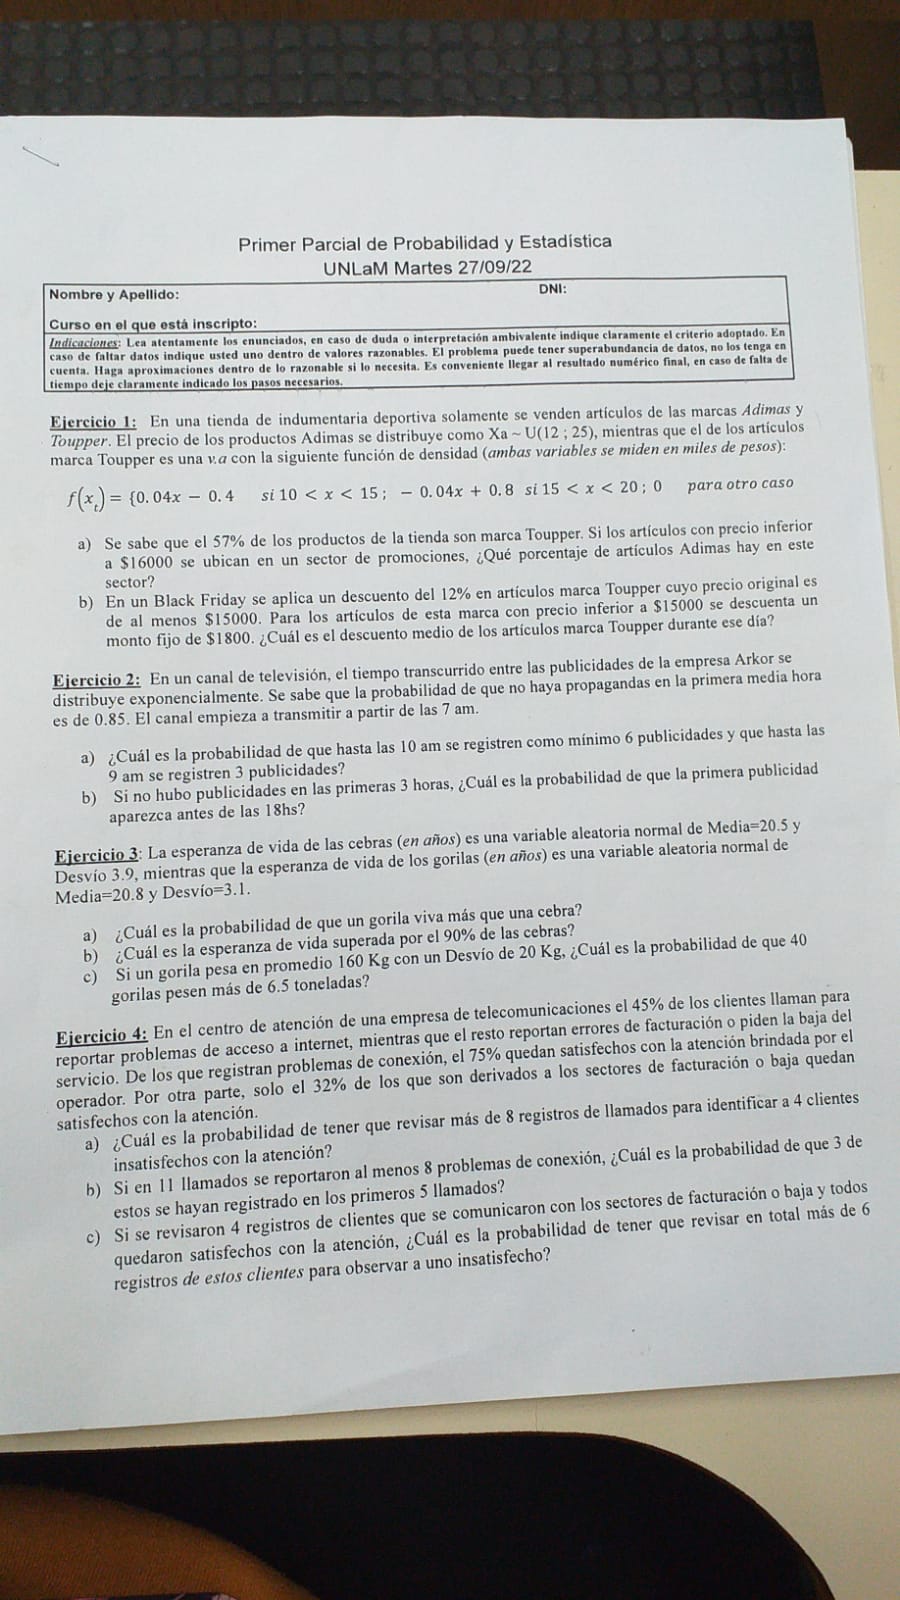 Primer Parcial de Probabilidad y Estadística
UNLaM Martes 27/09/22
Nombre y Apellido:
DNI:
Curso en el que está inscripto:
Indicaciones: Lea atentamente los enunciados, en caso de duda o interpretación ambivalente indique claramente el criterio adoptado. En
caso de faltar datos indique usted uno dentro de valores razonables. El problema puede tener superabundancia de datos, no los tenga en
cuenta. Haga aproximaciones dentro de lo razonable si lo necesita. Es conveniente llegar al resultado numérico final, en caso de falta de
tiempo deje claramente indicado los pasos necesarios.
Ejercicio 1: En una tienda de indumentaria deportiva solamente se venden artículos de las marcas Adimas y
Toupper. El precio de los productos Adimas se distribuye como Xa ~ U(12 ; 25), mientras que el de los artículos
marca Toupper es una v.a con la siguiente función de densidad (ambas variables se miden en miles de pesos):
f(x_t) = {0.04x − 0.4 si 10 < x < 15 ; − 0.04x + 0.8 si 15 < x < 20 ; 0 para otro caso
a) Se sabe que el 57% de los productos de la tienda son marca Toupper. Si los artículos con precio inferior
a $16000 se ubican en un sector de promociones, ¿Qué porcentaje de artículos Adimas hay en este
sector?
b) En un Black Friday se aplica un descuento del 12% en artículos marca Toupper cuyo precio original es
de al menos $15000. Para los artículos de esta marca con precio inferior a $15000 se descuenta un
monto fijo de $1800. ¿Cuál es el descuento medio de los artículos marca Toupper durante ese día?
Ejercicio 2: En un canal de televisión, el tiempo transcurrido entre las publicidades de la empresa Arkor se
distribuye exponencialmente. Se sabe que la probabilidad de que no haya propagandas en la primera media hora
es de 0.85. El canal empieza a transmitir a partir de las 7 am.
a) ¿Cuál es la probabilidad de que hasta las 10 am se registren como mínimo 6 publicidades y que hasta las
9 am se registren 3 publicidades?
b) Si no hubo publicidades en las primeras 3 horas, ¿Cuál es la probabilidad de que la primera publicidad
aparezca antes de las 18hs?
Ejercicio 3: La esperanza de vida de las cebras (en años) es una variable aleatoria normal de Media=20.5 y
Desvío 3.9, mientras que la esperanza de vida de los gorilas (en años) es una variable aleatoria normal de
Media=20.8 y Desvío=3.1.
a) ¿Cuál es la probabilidad de que un gorila viva más que una cebra?
b) ¿Cuál es la esperanza de vida superada por el 90% de las cebras?
c) Si un gorila pesa en promedio 160 Kg con un Desvío de 20 Kg, ¿Cuál es la probabilidad de que 40
gorilas pesen más de 6.5 toneladas?
Ejercicio 4: En el centro de atención de una empresa de telecomunicaciones el 45% de los clientes llaman para
reportar problemas de acceso a internet, mientras que el resto reportan errores de facturación o piden la baja del
servicio. De los que registran problemas de conexión, el 75% quedan satisfechos con la atención brindada por el
operador. Por otra parte, solo el 32% de los que son derivados a los sectores de facturación o baja quedan
satisfechos con la atención.
a) ¿Cuál es la probabilidad de tener que revisar más de 8 registros de llamados para identificar a 4 clientes
insatisfechos con la atención?
b) Si en 11 llamados se reportaron al menos 8 problemas de conexión, ¿Cuál es la probabilidad de que 3 de
estos se hayan registrado en los primeros 5 llamados?
c) Si se revisaron 4 registros de clientes que se comunicaron con los sectores de facturación o baja y todos
quedaron satisfechos con la atención, ¿Cuál es la probabilidad de tener que revisar en total más de 6
registros de estos clientes para observar a uno insatisfecho?